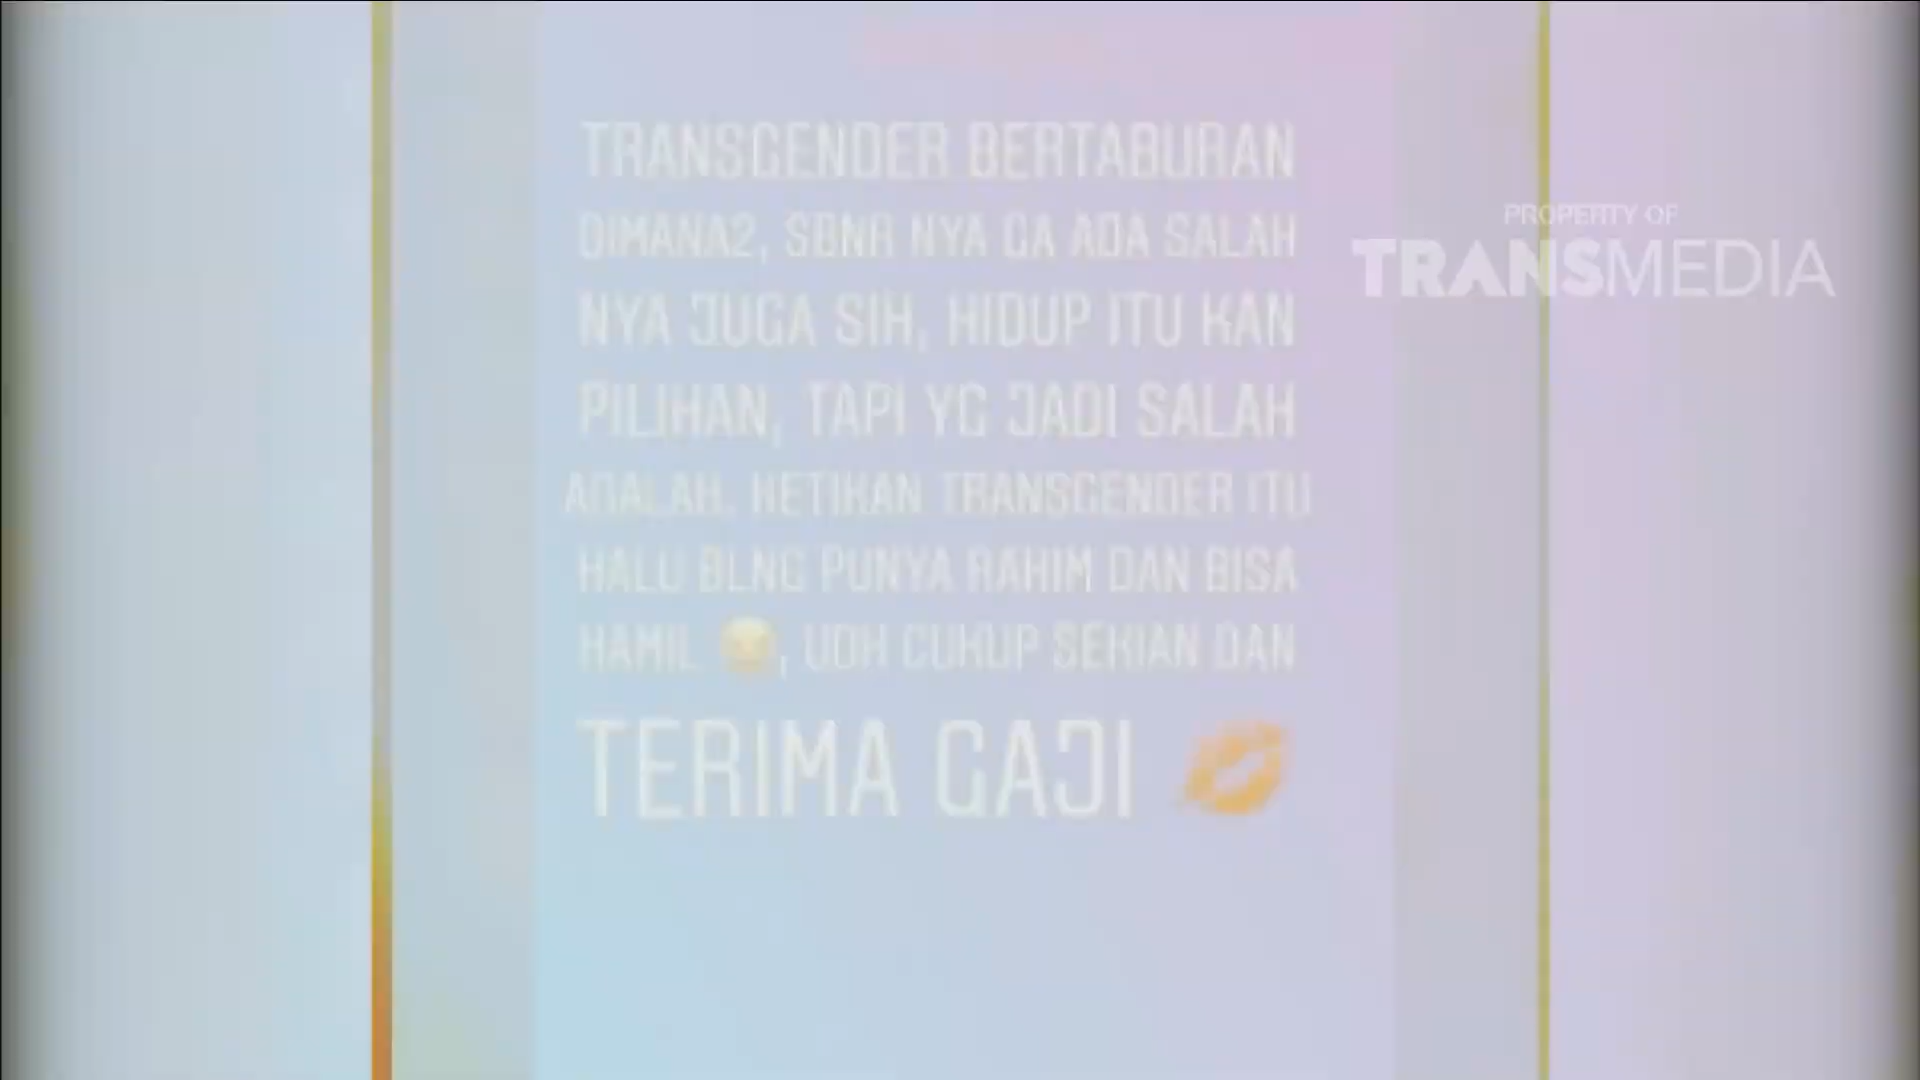 TRANSGENDER BERTABURAN
DIMANA2, SBNR NYA GA ADA SALAH
NYA JUGA SIH, HIDUP ITU KAN
PILIHAN, TAPI YG JADI SALAH
ADALAH. KETIKAN TRANSGENDER ITU
HALU BLNG PUNYA RAHIM DAN BISA
HAMIL 😆, UDH CUKUP SEKIAN DAN
TERIMA GAJI 💋
PROPERTY OF
TRANSMEDIA